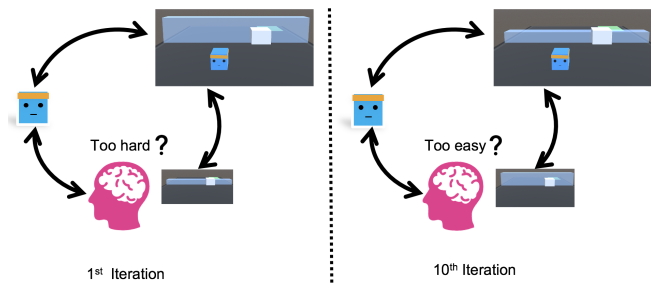 Too hard ?
Too easy ?
1st Iteration
10th Iteration